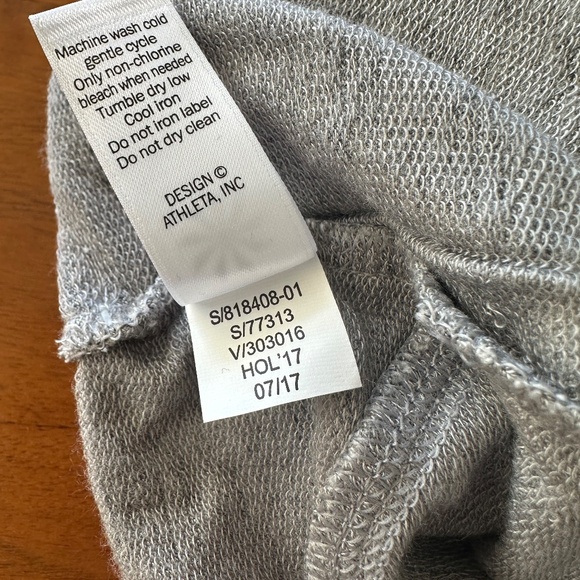 Machine wash cold
gentle cycle
Only non-chlorine
bleach when needed
Tumble dry low
Cool iron
Do not iron label
Do not dry clean
DESIGN ©
ATHLETA, INC
S/818408-01
S/77313
V/303016
HOL'17
07/17